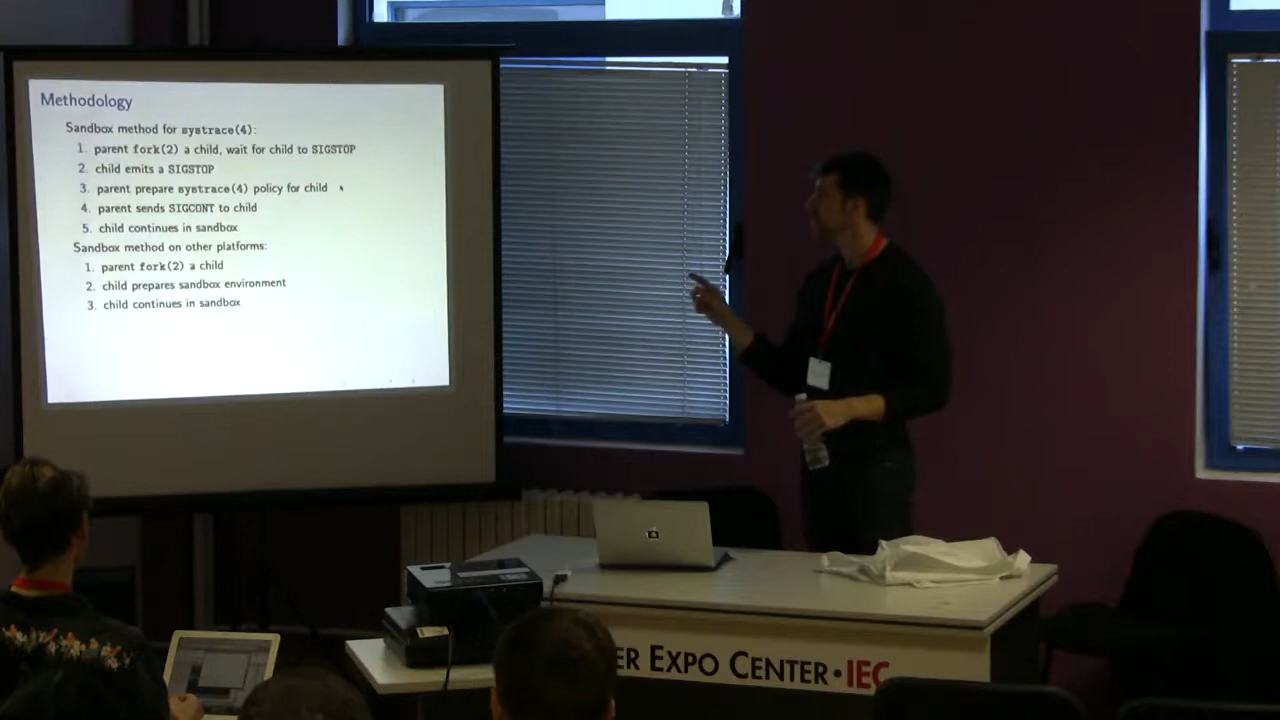 Methodology
Sandbox method for systrace(4):
1. parent fork(2) a child, wait for child to SIGSTOP
2. child emits a SIGSTOP
3. parent prepare systrace(4) policy for child
4. parent sends SIGCONT to child
5. child continues in sandbox
Sandbox method on other platforms:
1. parent fork(2) a child
2. child prepares sandbox environment
3. child continues in sandbox
ER EXPO CENTER • IEC